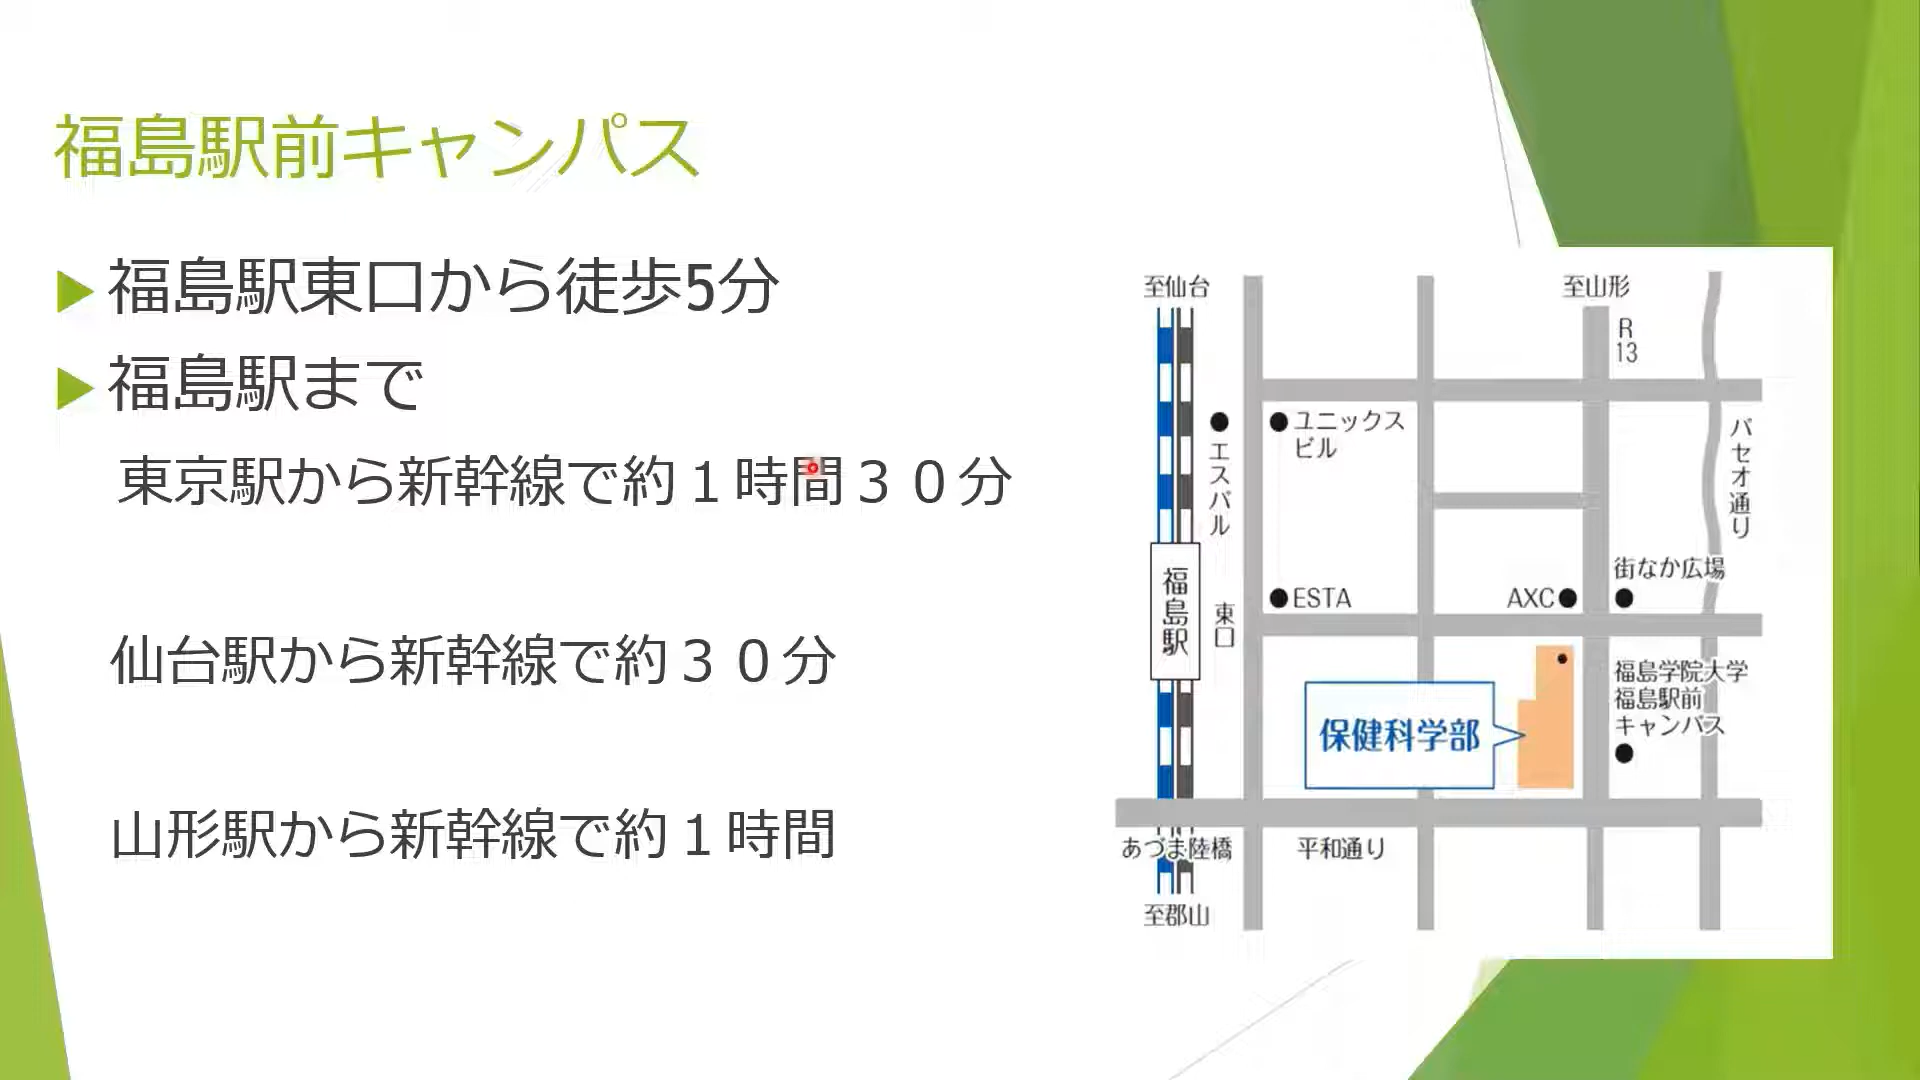 福島駅前キャンパス
福島駅東口から徒歩5分
福島駅まで
東京駅から新幹線で約１時間３０分
仙台駅から新幹線で約３０分
山形駅から新幹線で約１時間
至仙台
至山形
R
13
ユニックス
ビル
エスパル
パセオ通り
福島駅
東口
ESTA
AXC
街なか広場
福島学院大学
福島駅前
キャンパス
保健科学部
あづま陸橋
平和通り
至郡山